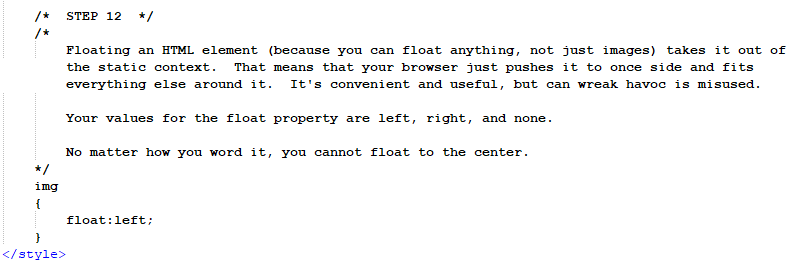 /*  STEP 12  */
/*
Floating an HTML element (because you can float anything, not just images) takes it out of
the static context.  That means that your browser just pushes it to once side and fits
everything else around it.  It's convenient and useful, but can wreak havoc is misused.
Your values for the float property are left, right, and none.
No matter how you word it, you cannot float to the center.
*/
img
{
float:left;
}
</style>